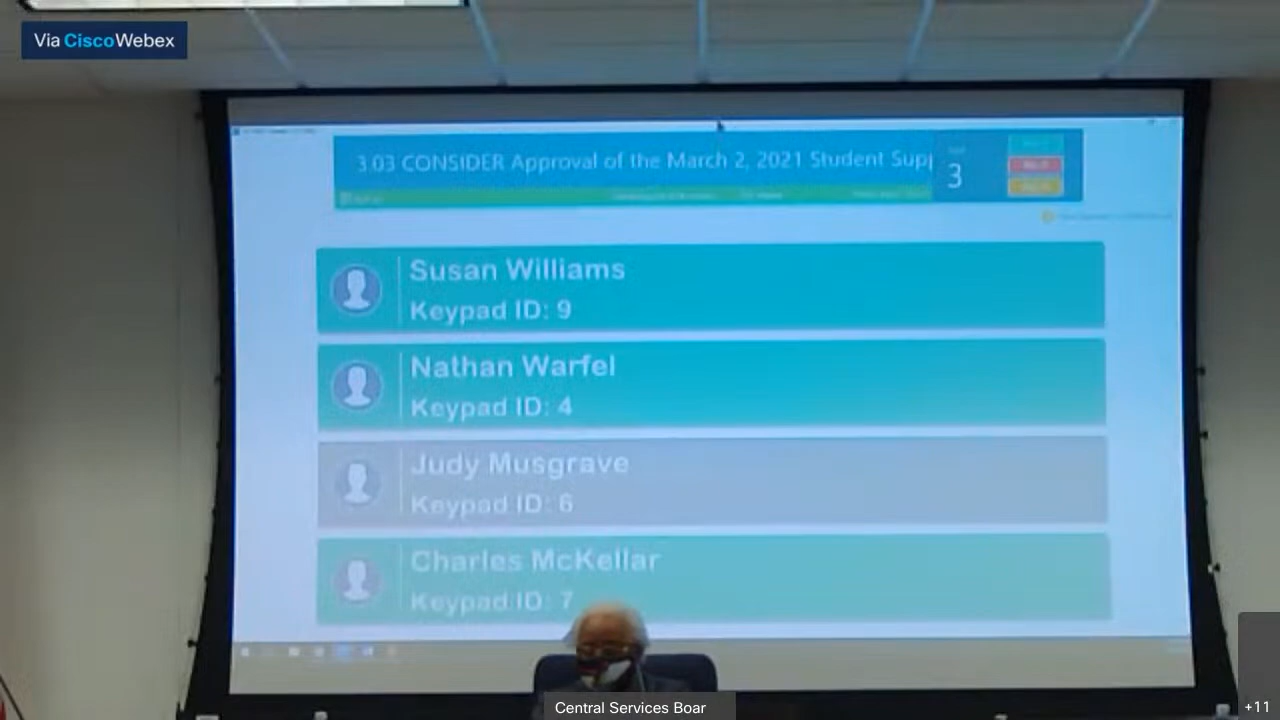 Via CiscoWebex
3.03 CONSIDER Approval of the March 2, 2021 Student Supp
3
Susan Williams
Keypad ID: 9
Nathan Warfel
Keypad ID: 4
Judy Musgrave
Keypad ID: 6
Charles McKellar
Keypad ID: 7
Central Services Boar
+11